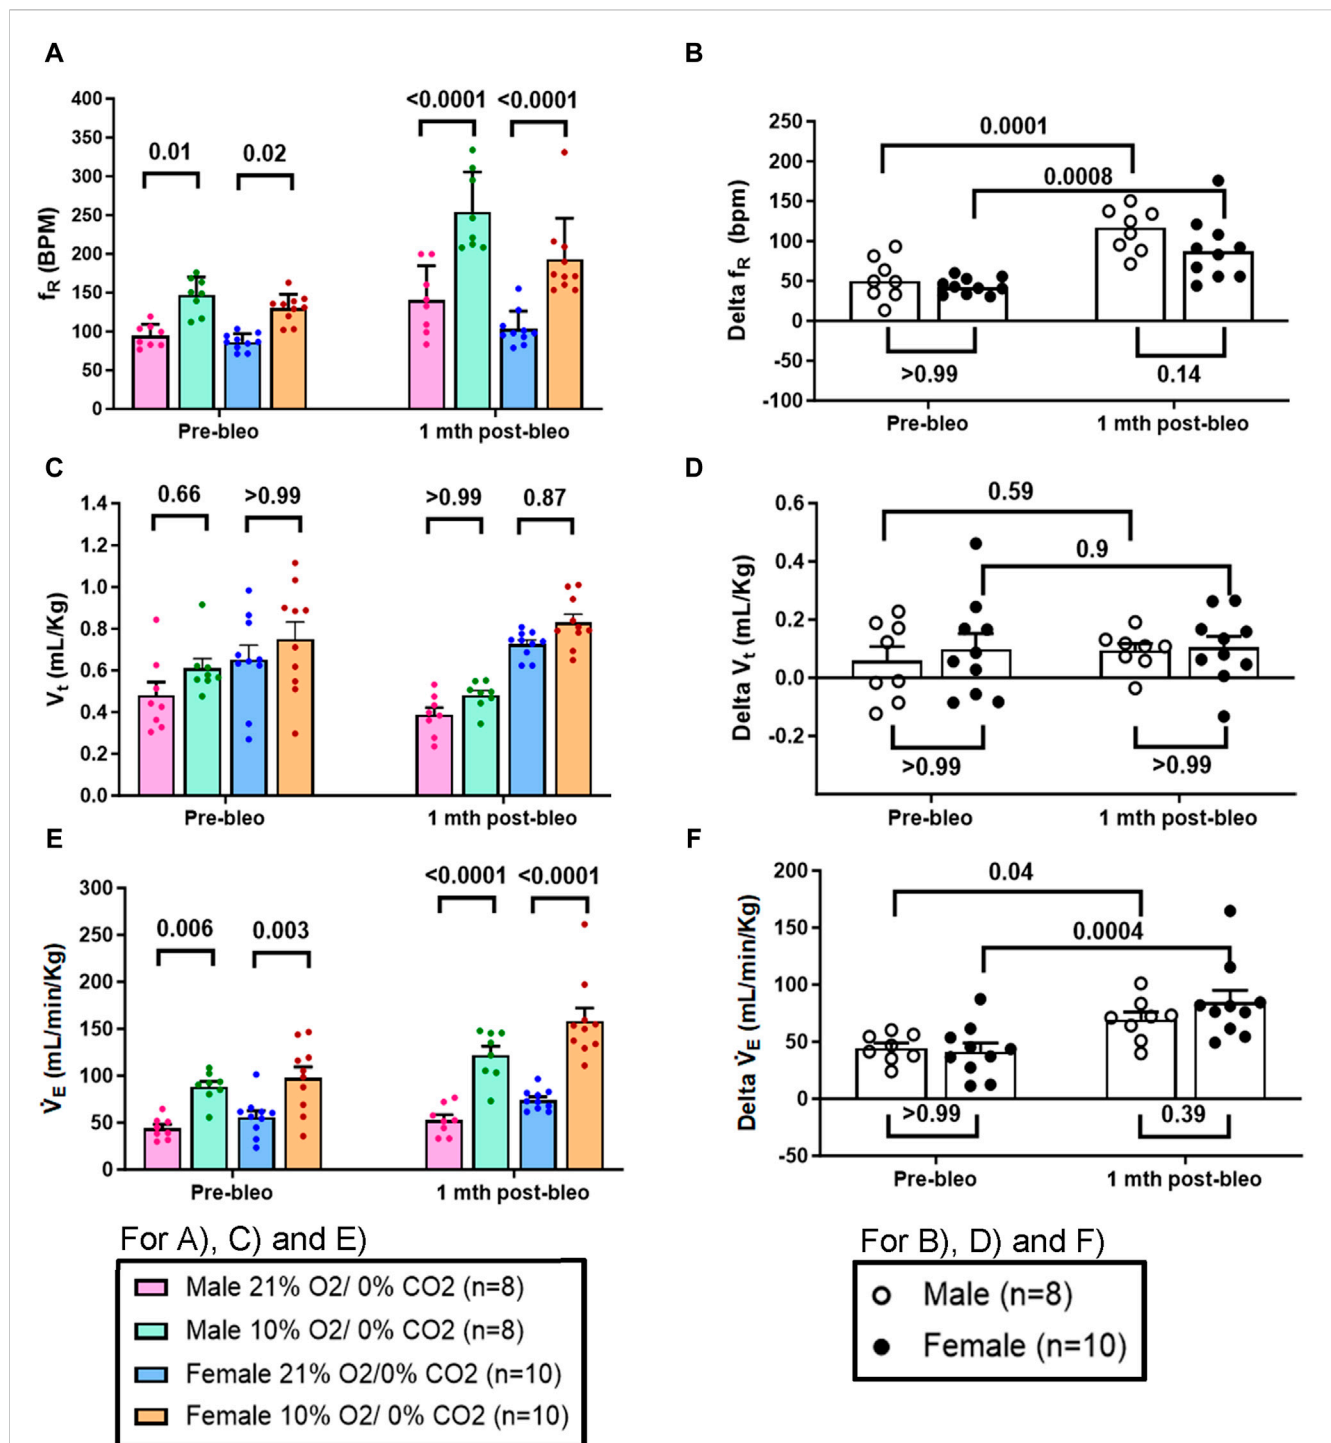 A
400
350
300
250
200
150
100
50
0
f_R (BPM)
0.01
0.02
<0.0001
<0.0001
Pre-bleo
1 mth post-bleo
B
250
200
150
100
50
0
-50
-100
Delta f_R (bpm)
0.0001
0.0008
>0.99
0.14
Pre-bleo
1 mth post-bleo
C
1.4
1.2
1.0
0.8
0.6
0.4
0.2
0.0
V_t (mL/Kg)
0.66
>0.99
>0.99
0.87
Pre-bleo
1 mth post-bleo
D
0.6
0.4
0.2
0.0
-0.2
Delta V_t (mL/Kg)
0.59
0.9
>0.99
>0.99
Pre-bleo
1 mth post-bleo
E
300
250
200
150
100
50
0
V̇_E (mL/min/Kg)
0.006
0.003
<0.0001
<0.0001
Pre-bleo
1 mth post-bleo
F
200
150
100
50
0
-50
Delta V̇_E (mL/min/Kg)
0.04
0.0004
>0.99
0.39
Pre-bleo
1 mth post-bleo
For A), C) and E)
Male 21% O2/ 0% CO2 (n=8)
Male 10% O2/ 0% CO2 (n=8)
Female 21% O2/0% CO2 (n=10)
Female 10% O2/ 0% CO2 (n=10)
For B), D) and F)
Male (n=8)
Female (n=10)